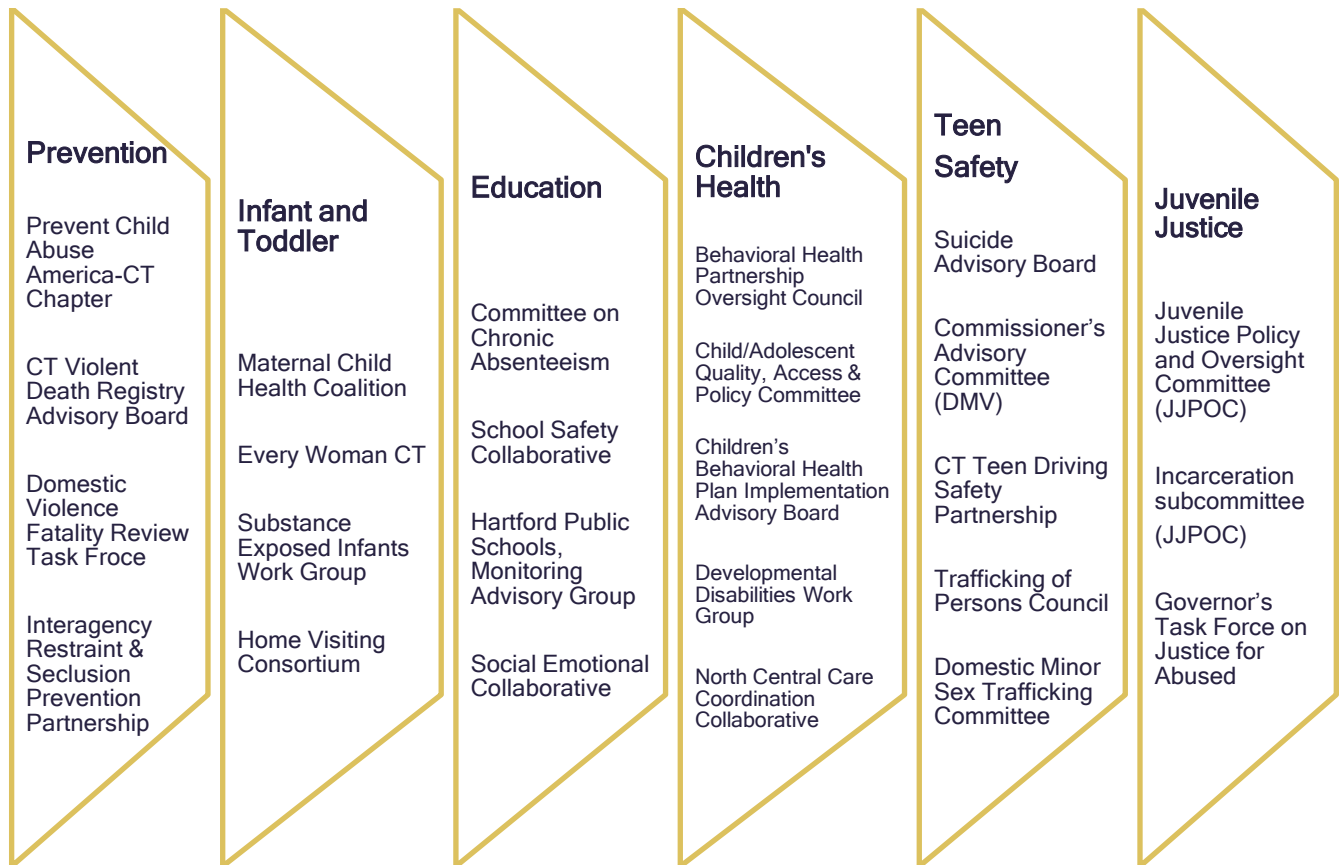 Prevention
Prevent Child
Abuse
America-CT
Chapter
CT Violent
Death Registry
Advisory Board
Domestic
Violence
Fatality Review
Task Froce
Interagency
Restraint &
Seclusion
Prevention
Partnership
Infant and
Toddler
Maternal Child
Health Coalition
Every Woman CT
Substance
Exposed Infants
Work Group
Home Visiting
Consortium
Education
Committee on
Chronic
Absenteeism
School Safety
Collaborative
Hartford Public
Schools,
Monitoring
Advisory Group
Social Emotional
Collaborative
Children's
Health
Behavioral Health
Partnership
Oversight Council
Child/Adolescent
Quality, Access &
Policy Committee
Children’s
Behavioral Health
Plan Implementation
Advisory Board
Developmental
Disabilities Work
Group
North Central Care
Coordination
Collaborative
Teen
Safety
Suicide
Advisory Board
Commissioner’s
Advisory
Committee
(DMV)
CT Teen Driving
Safety
Partnership
Trafficking of
Persons Council
Domestic Minor
Sex Trafficking
Committee
Juvenile
Justice
Juvenile
Justice Policy
and Oversight
Committee
(JJPOC)
Incarceration
subcommittee
(JJPOC)
Governor’s
Task Force on
Justice for
Abused